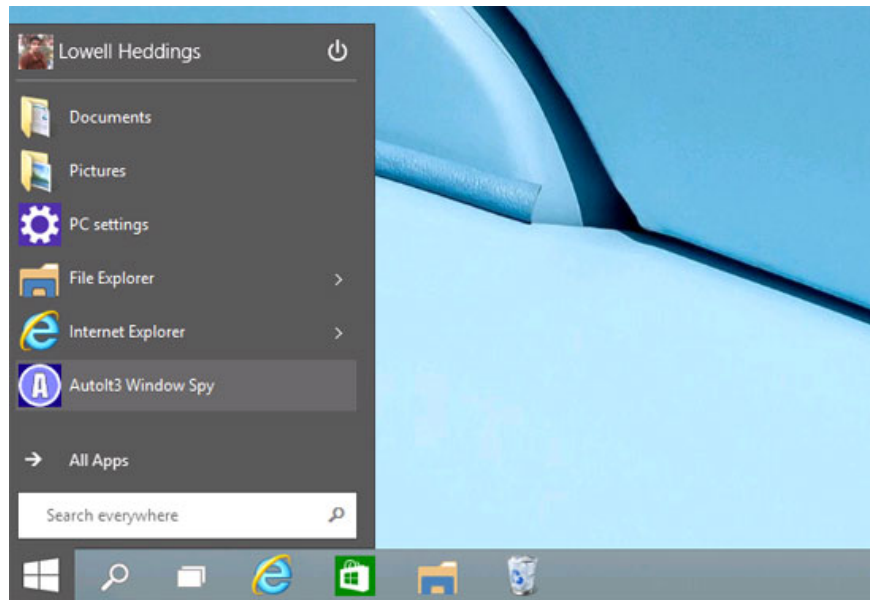 Lowell Heddings
Documents
Pictures
PC settings
File Explorer
Internet Explorer
A
AutoIt3 Window Spy
All Apps
Search everywhere